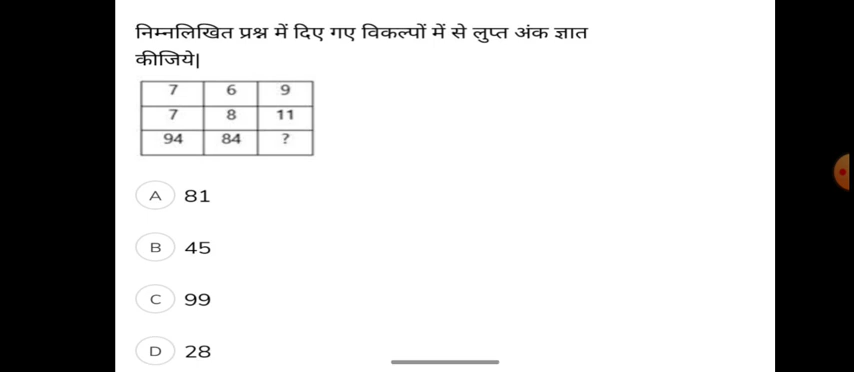 निम्नलिखित प्रश्न में दिए गए विकल्पों में से लुप्त अंक ज्ञात
कीजिये|
7 6 9
7 8 11
94 84 ?
A 81
B 45
C 99
D 28